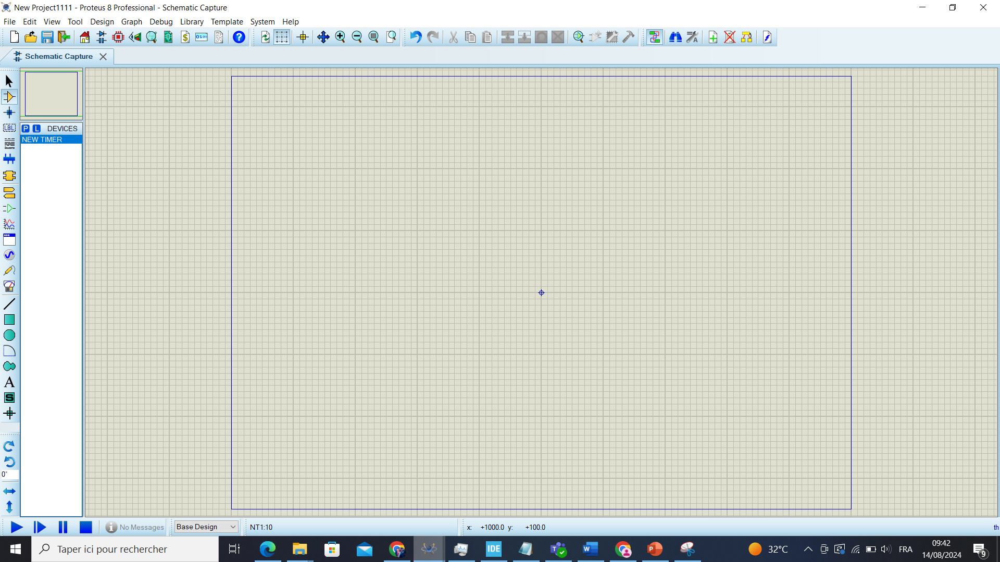 New Project1111 - Proteus 8 Professional - Schematic Capture
File Edit View Tool Design Graph Debug Library Template System Help
$ 0101 ?
Schematic Capture
LBL
P L DEVICES
NEW TIMER
A
S
0°
No Messages Base Design NT1:10 x: +1000.0 y: +100.0 th
Taper ici pour rechercher IDE T W P 32°C FRA 09:42
14/08/2024 9